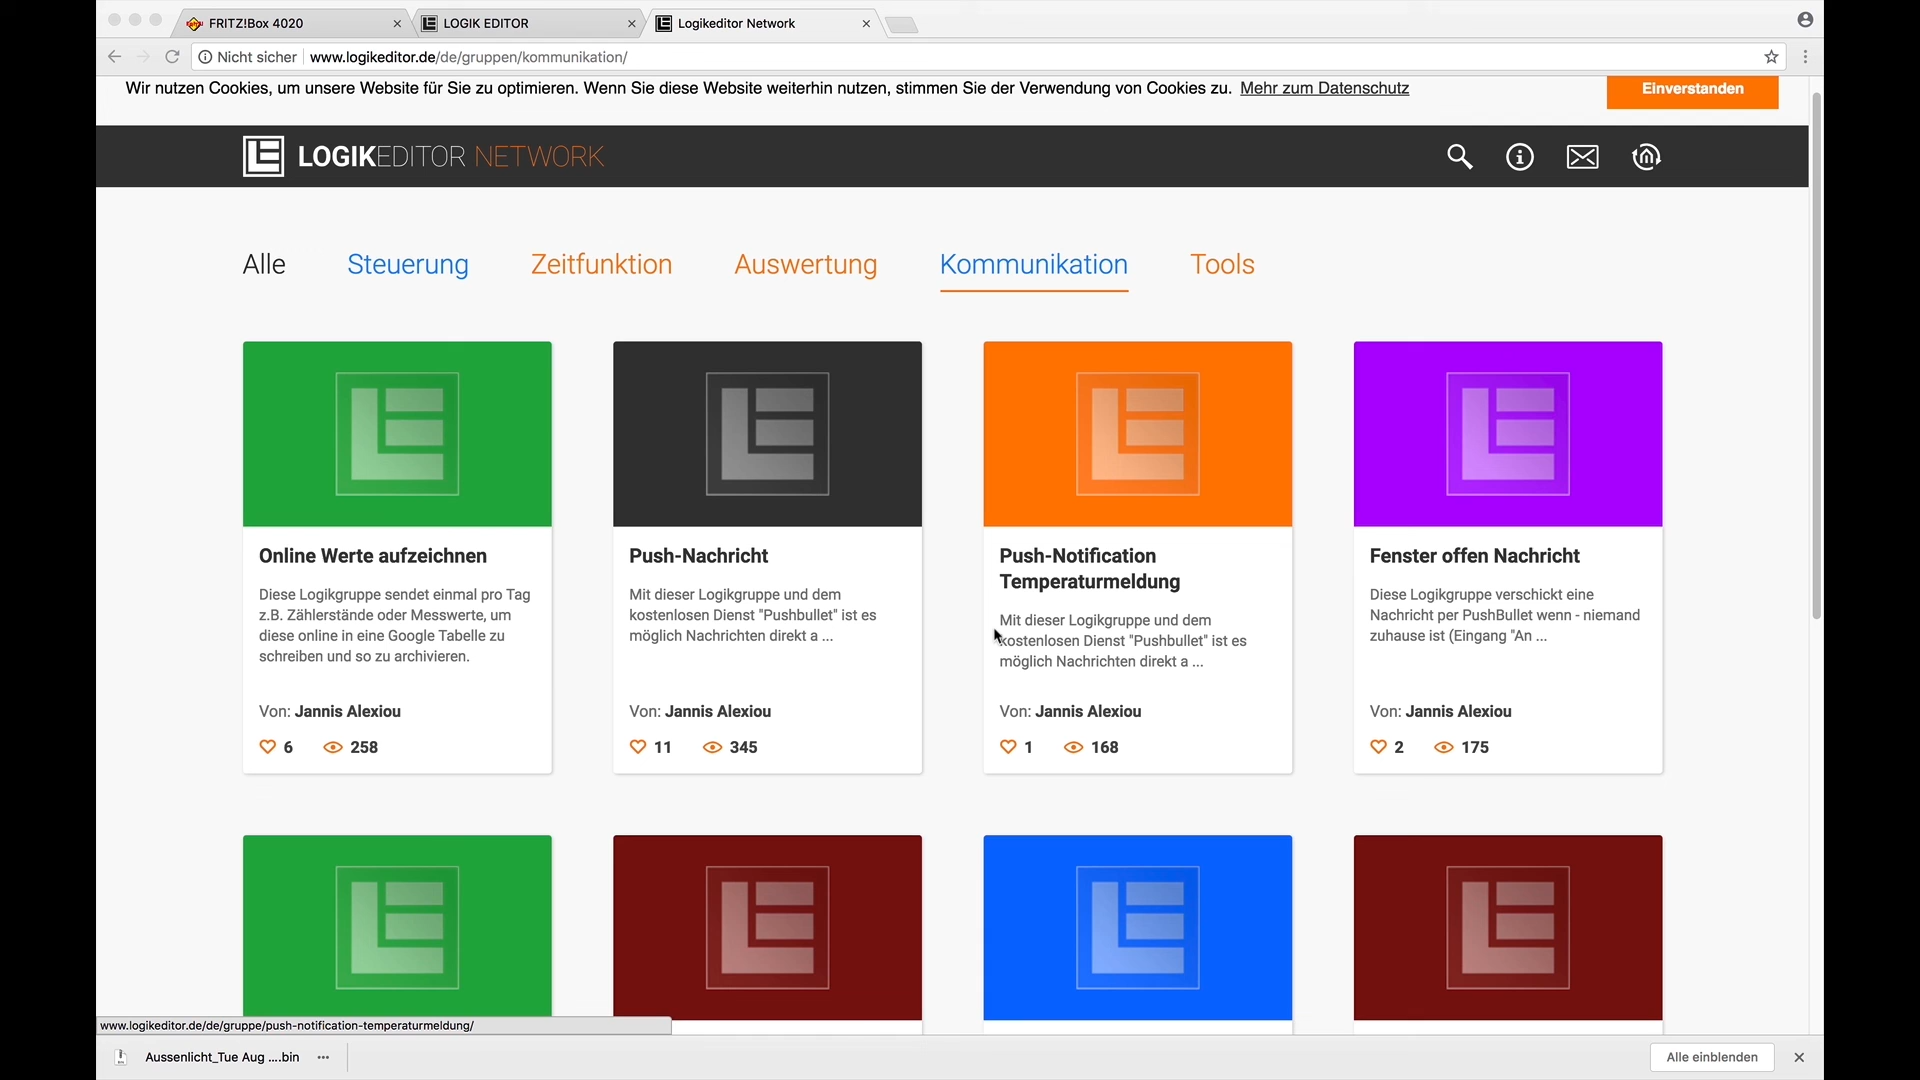 FRITZ!Box 4020
LOGIK EDITOR
Logikeditor Network
Nicht sicher
www.logikeditor.de/de/gruppen/kommunikation/
Wir nutzen Cookies, um unsere Website für Sie zu optimieren. Wenn Sie diese Website weiterhin nutzen, stimmen Sie der Verwendung von Cookies zu. Mehr zum Datenschutz
Einverstanden
LOGIKEDITOR NETWORK
Alle
Steuerung
Zeitfunktion
Auswertung
Kommunikation
Tools
Online Werte aufzeichnen
Diese Logikgruppe sendet einmal pro Tag
z.B. Zählerstände oder Messwerte, um
diese online in eine Google Tabelle zu
schreiben und so zu archivieren.
Von: Jannis Alexiou
6
258
Push-Nachricht
Mit dieser Logikgruppe und dem
kostenlosen Dienst "Pushbullet" ist es
möglich Nachrichten direkt a ...
Von: Jannis Alexiou
11
345
Push-Notification
Temperaturmeldung
Mit dieser Logikgruppe und dem
kostenlosen Dienst "Pushbullet" ist es
möglich Nachrichten direkt a ...
Von: Jannis Alexiou
1
168
Fenster offen Nachricht
Diese Logikgruppe verschickt eine
Nachricht per PushBullet wenn - niemand
zuhause ist (Eingang "An ...
Von: Jannis Alexiou
2
175
www.logikeditor.de/de/gruppe/push-notification-temperaturmeldung/
Aussenlicht_Tue Aug ....bin
Alle einblenden